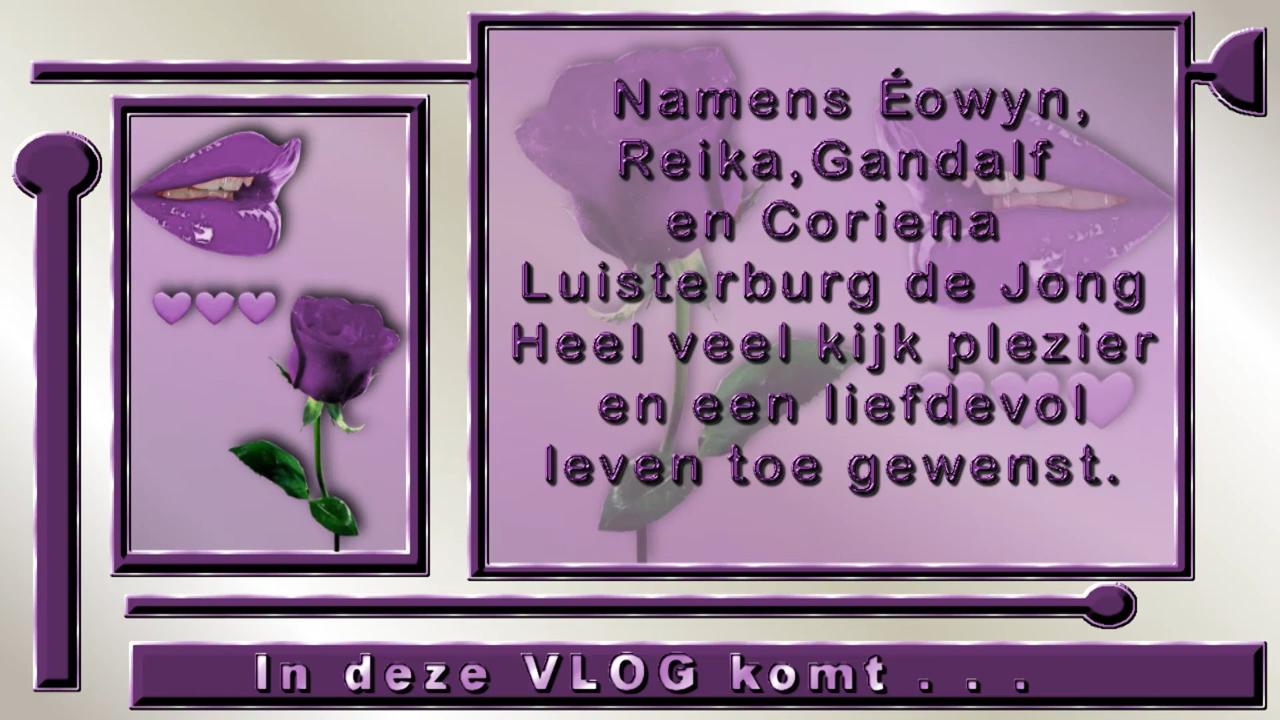 Namens Éowyn,
Reika,Gandalf
en Coriena
Luisterburg de Jong
Heel veel kijk plezier
en een liefdevol
leven toe gewenst.
In deze VLOG komt . . .